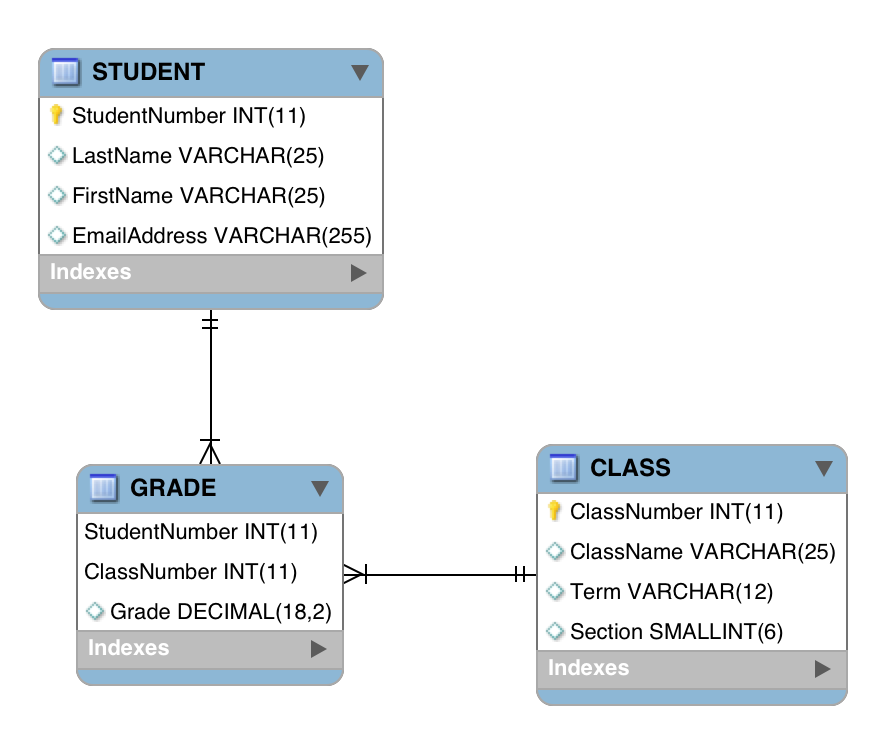 STUDENT
StudentNumber INT(11)
LastName VARCHAR(25)
FirstName VARCHAR(25)
EmailAddress VARCHAR(255)
Indexes
GRADE
StudentNumber INT(11)
ClassNumber INT(11)
Grade DECIMAL(18,2)
Indexes
CLASS
ClassNumber INT(11)
ClassName VARCHAR(25)
Term VARCHAR(12)
Section SMALLINT(6)
Indexes